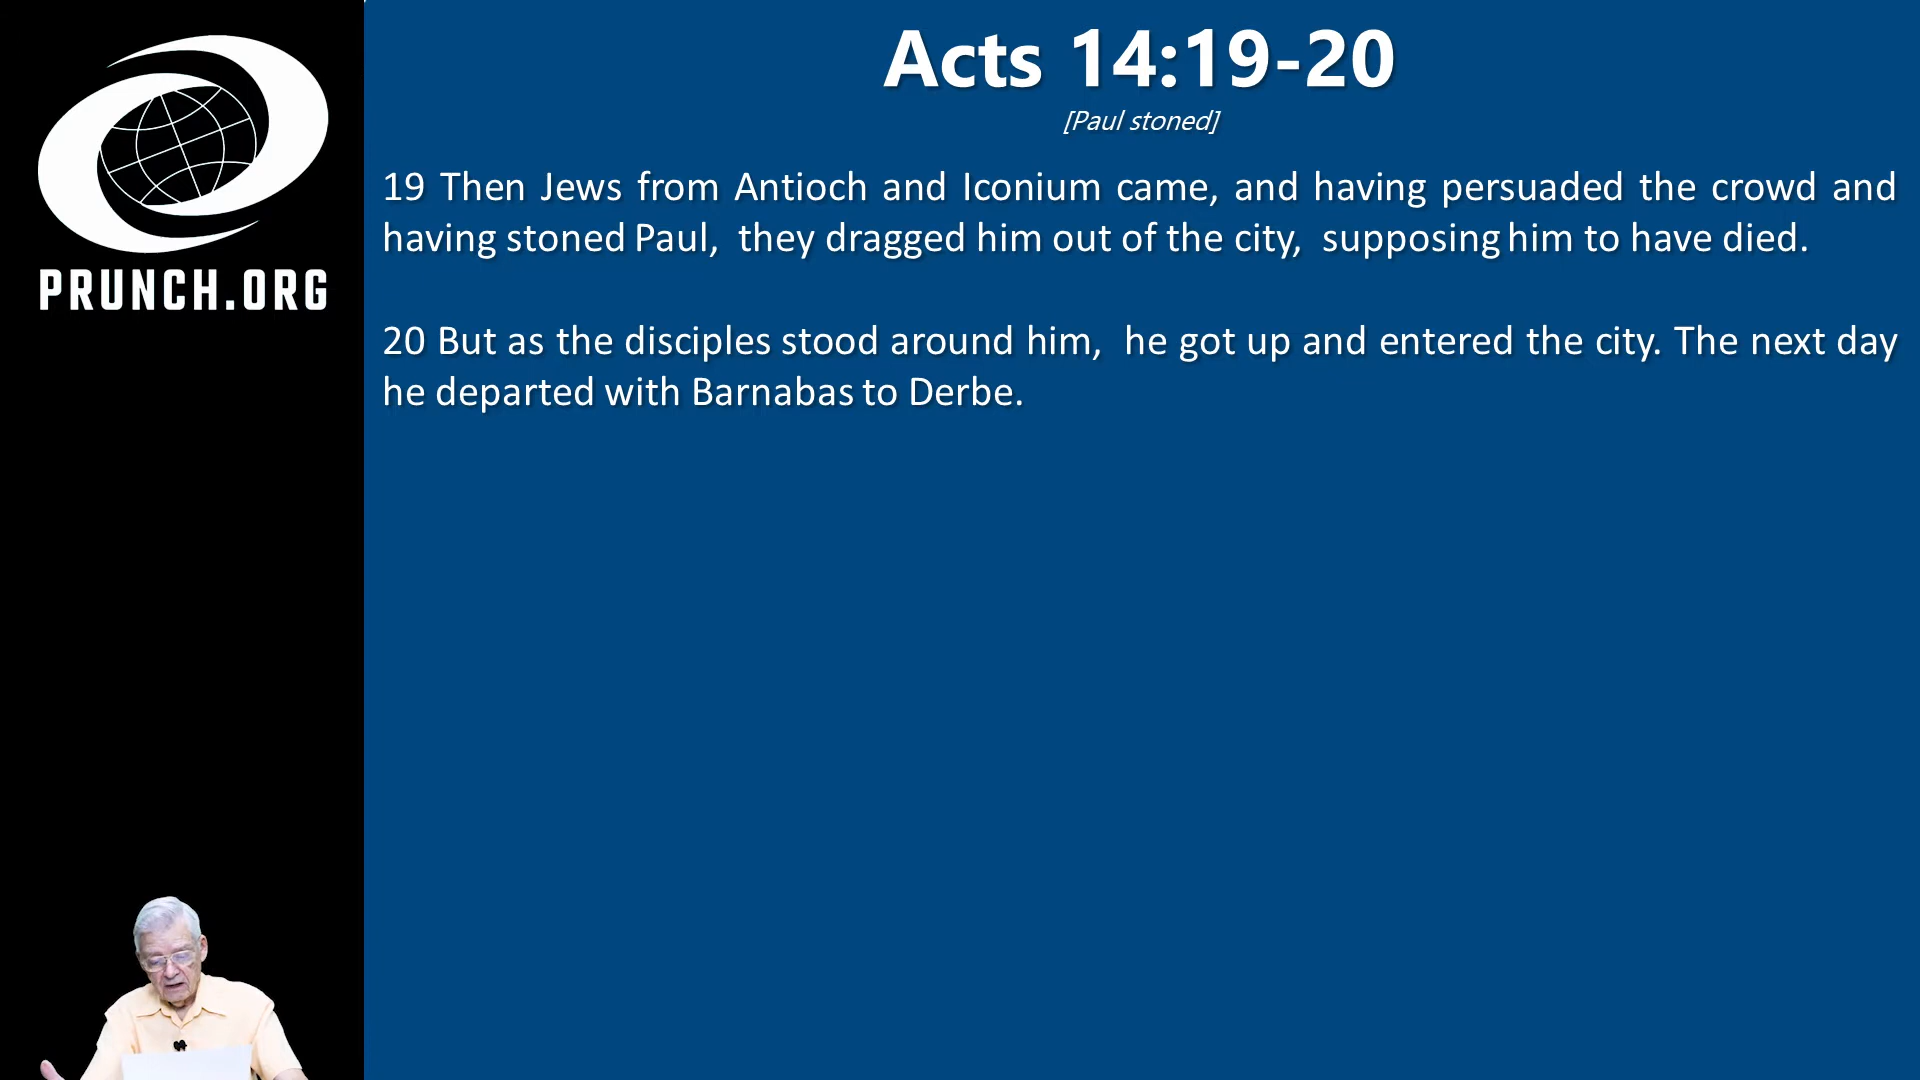 PRUNCH.ORG
Acts 14:19-20
[Paul stoned]
19 Then Jews from Antioch and Iconium came, and having persuaded the crowd and
having stoned Paul, they dragged him out of the city, supposing him to have died.
20 But as the disciples stood around him, he got up and entered the city. The next day
he departed with Barnabas to Derbe.